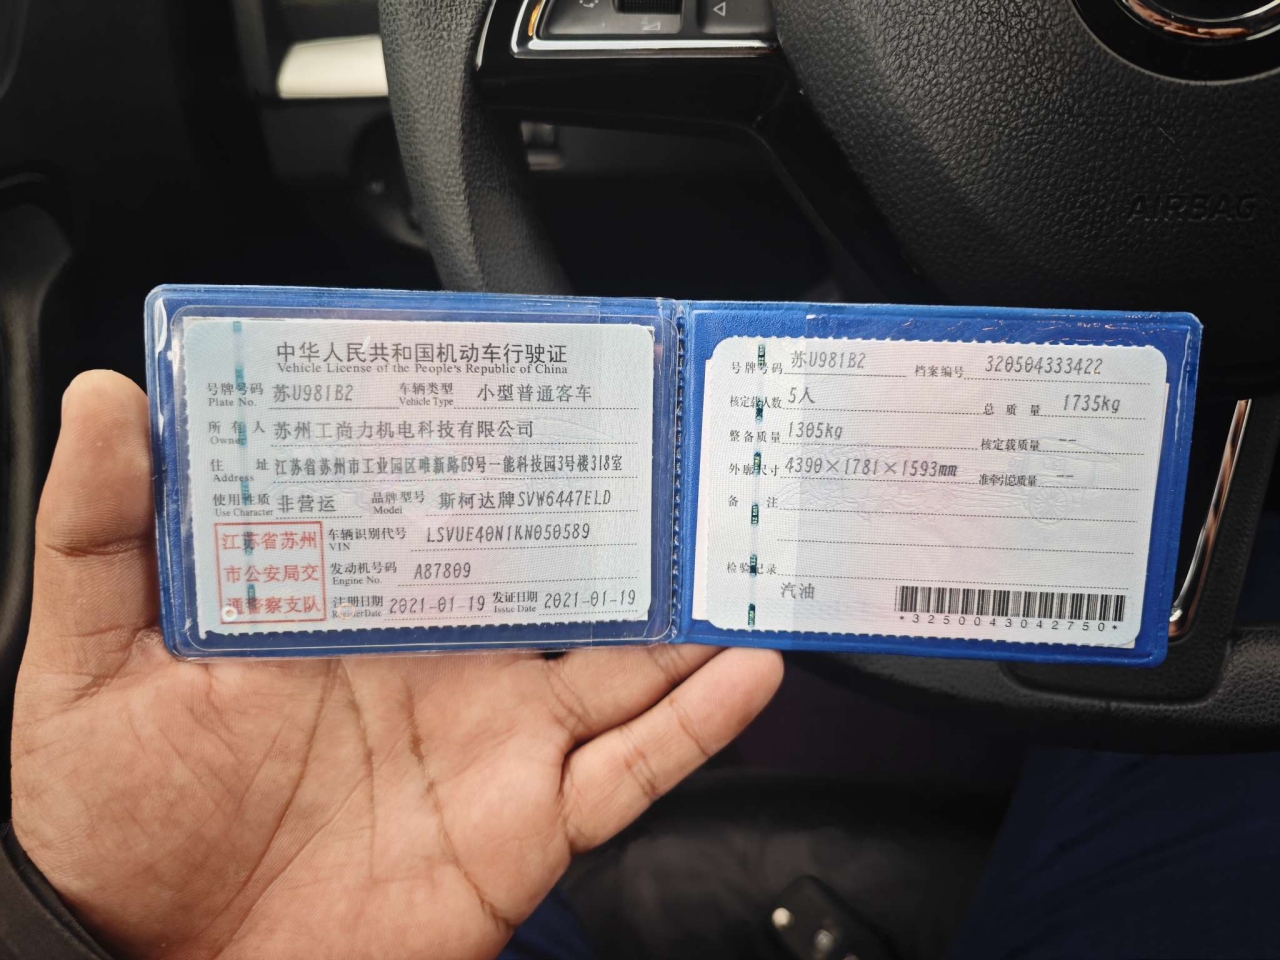 AIRBAG
中华人民共和国机动车行驶证
Vehicle License of the People's Republic of China
号牌号码 Plate No. 苏U981B2 车辆类型 Vehicle Type 小型普通客车
所有人 Owner 苏州工尚力机电科技有限公司
住址 Address 江苏省苏州市工业园区唯新路69号一能科技园3号楼318室
使用性质 Use Character 非营运 品牌型号 Model 斯柯达牌SVW6447ELD
江苏省苏州
市公安局交
通警察支队
车辆识别代号 VIN LSVUE40N1KN050589
发动机号码 Engine No. A87809
注册日期 Register Date 2021-01-19 发证日期 Issue Date 2021-01-19
号牌号码 苏U981B2 档案编号 320504333422
核定载人数 5人 总质量 1735kg
整备质量 1305kg 核定载质量 --
外廓尺寸 4390×1781×1593mm 准牵引总质量 --
备注
检验记录
汽油
*3250043042750*